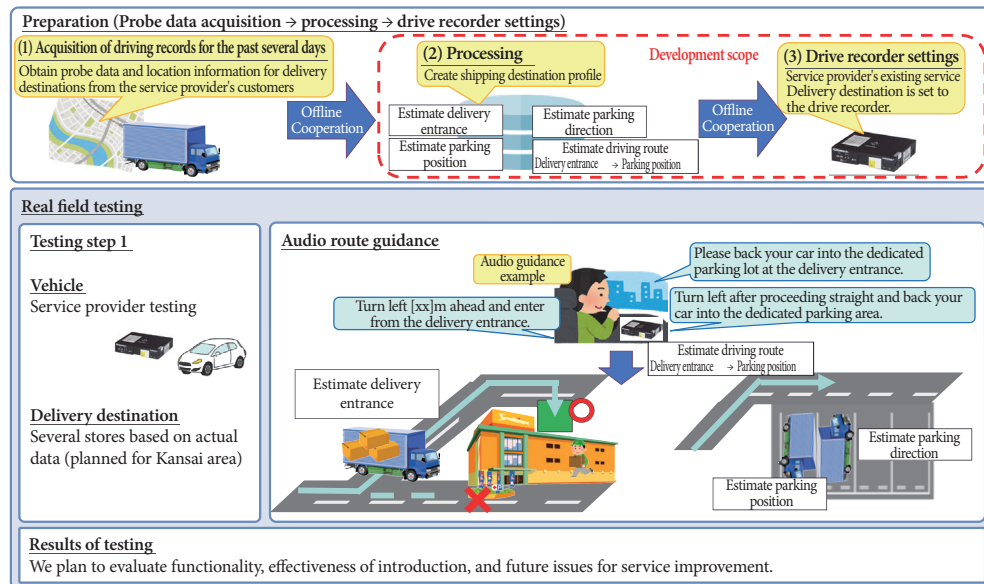 Preparation (Probe data acquisition → processing → drive recorder settings)
(1) Acquisition of driving records for the past several days
Obtain probe data and location information for delivery
destinations from the service provider's customers
Offline
Cooperation
(2) Processing
Create shipping destination profile
Development scope
Estimate delivery
entrance
Estimate parking
direction
Estimate parking
position
Estimate driving route
Delivery entrance → Parking position
Offline
Cooperation
(3) Drive recorder settings
Service provider's existing service
Delivery destination is set to
the drive recorder.
Real field testing
Testing step 1
Vehicle
Service provider testing
Delivery destination
Several stores based on actual
data (planned for Kansai area)
Audio route guidance
Audio guidance
example
Please back your car into the dedicated
parking lot at the delivery entrance.
Turn left [xx]m ahead and enter
from the delivery entrance.
Turn left after proceeding straight and back your
car into the dedicated parking area.
Estimate driving route
Delivery entrance → Parking position
Estimate delivery
entrance
Estimate parking
direction
Estimate parking
position
Results of testing
We plan to evaluate functionality, effectiveness of introduction, and future issues for service improvement.